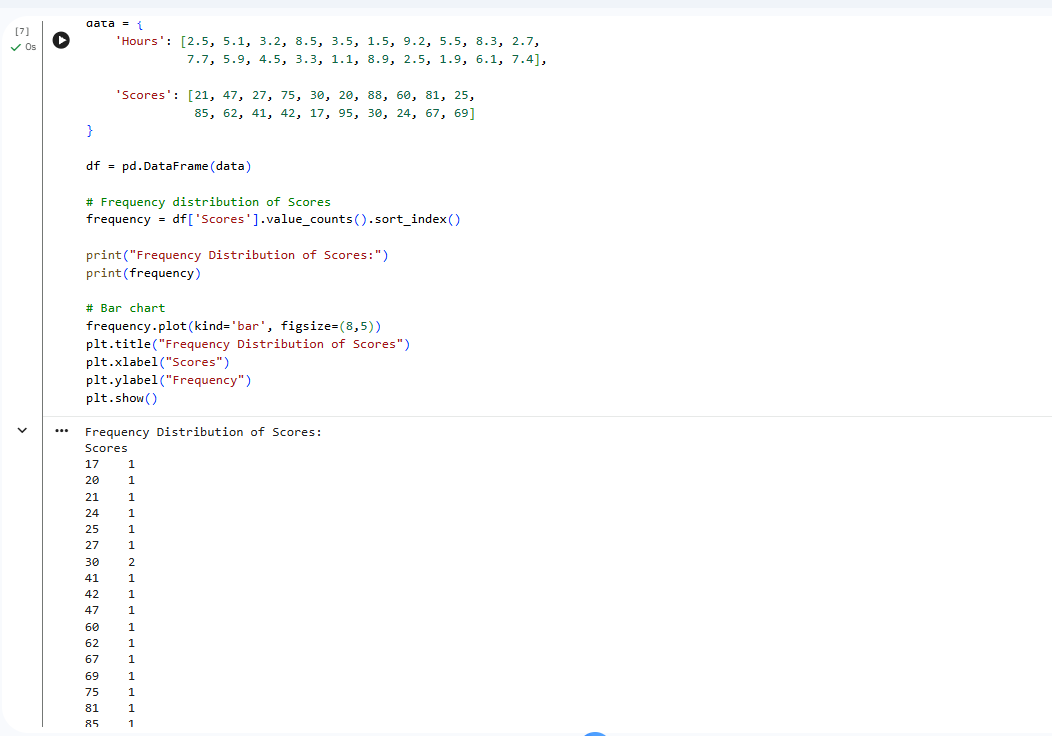 [7]
0s
data = {
'Hours': [2.5, 5.1, 3.2, 8.5, 3.5, 1.5, 9.2, 5.5, 8.3, 2.7,
7.7, 5.9, 4.5, 3.3, 1.1, 8.9, 2.5, 1.9, 6.1, 7.4],
'Scores': [21, 47, 27, 75, 30, 20, 88, 60, 81, 25,
85, 62, 41, 42, 17, 95, 30, 24, 67, 69]
}
df = pd.DataFrame(data)
# Frequency distribution of Scores
frequency = df['Scores'].value_counts().sort_index()
print("Frequency Distribution of Scores:")
print(frequency)
# Bar chart
frequency.plot(kind='bar', figsize=(8,5))
plt.title("Frequency Distribution of Scores")
plt.xlabel("Scores")
plt.ylabel("Frequency")
plt.show()
Frequency Distribution of Scores:
Scores
17 1
20 1
21 1
24 1
25 1
27 1
30 2
41 1
42 1
47 1
60 1
62 1
67 1
69 1
75 1
81 1
85 1